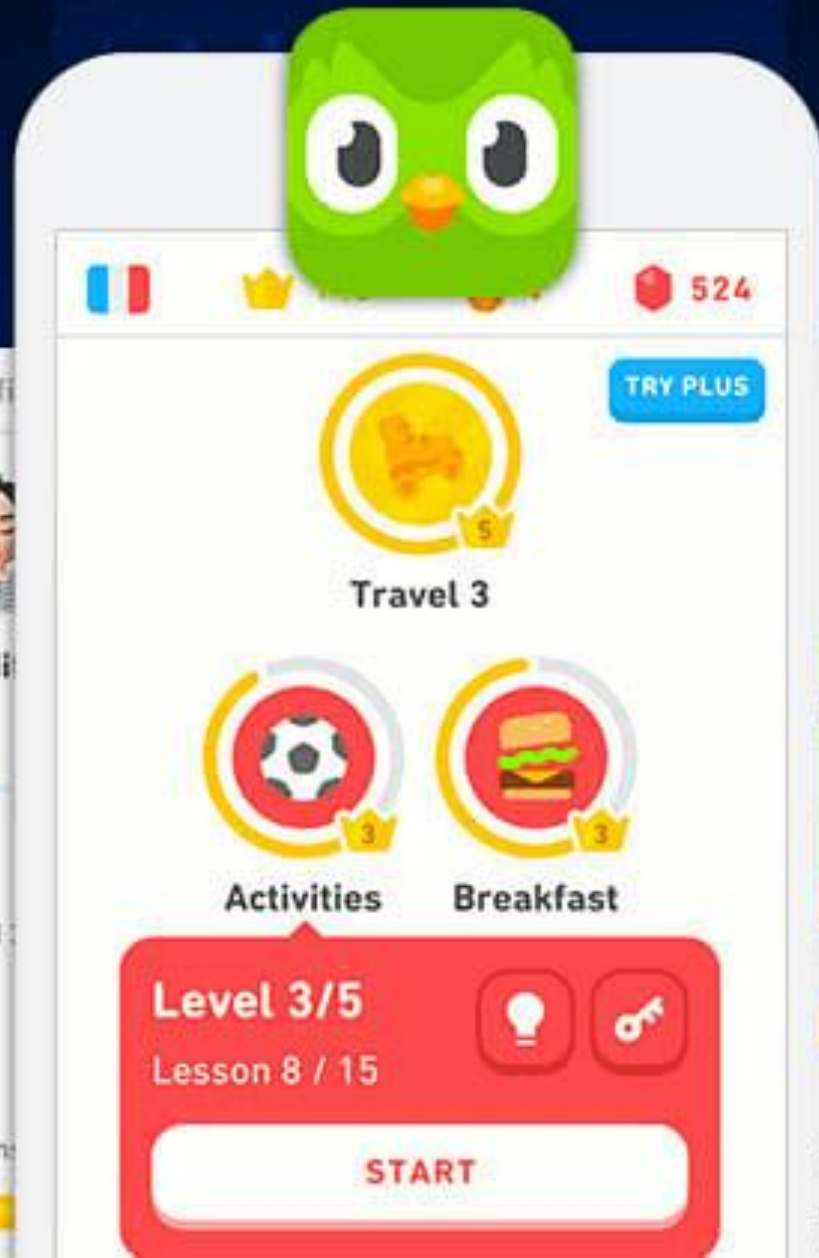 524
TRY PLUS
5
Travel 3
3
3
Activities
Breakfast
Level 3/5
Lesson 8 / 15
START